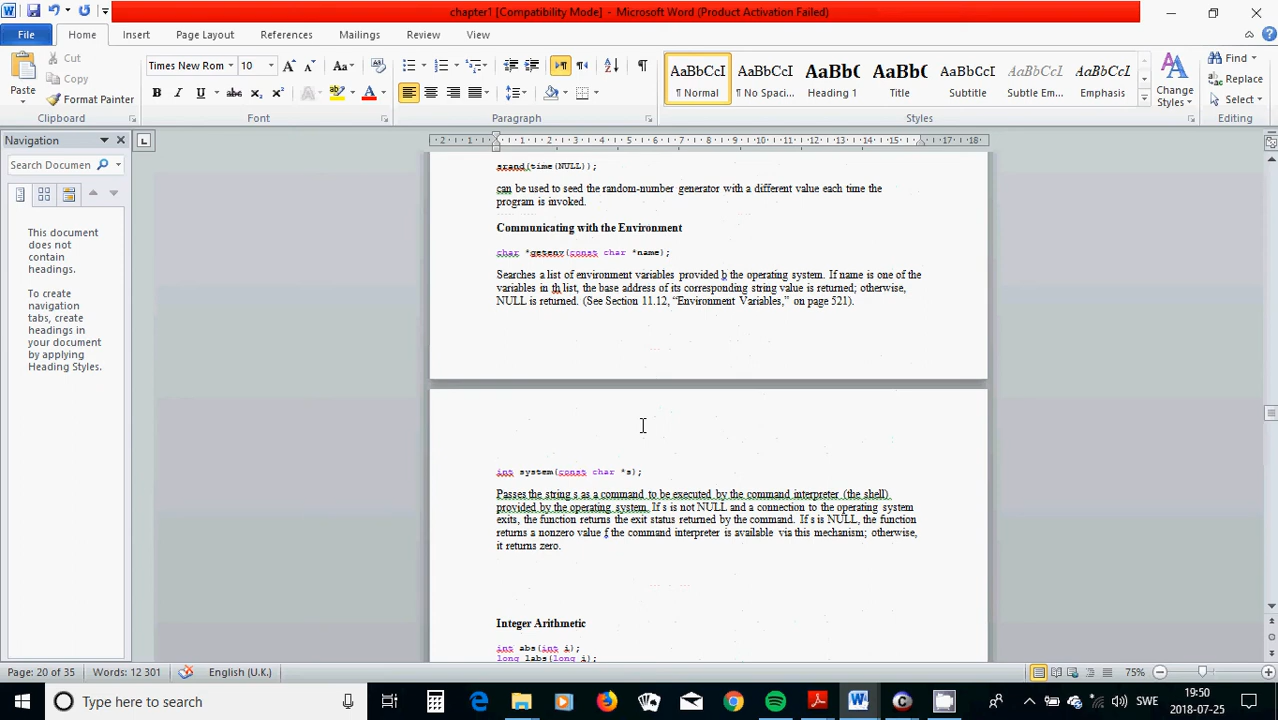 chapter1 [Compatibility Mode] - Microsoft Word (Product Activation Failed)
File Home Insert Page Layout References Mailings Review View
Paste
Cut
Copy
Format Painter
Clipboard
Times New Rom 10
Font
Paragraph
AaBbCcI AaBbCcI AaBb( AaBb( AaBbCcI AaBbCcI AaBbCcI
¶ Normal ¶ No Spaci... Heading 1 Title Subtitle Subtle Em... Emphasis
Change Styles
Styles
Find
Replace
Select
Editing
Navigation
Search Documen
This document
does not
contain
headings.
To create
navigation
tabs, create
headings in
your document
by applying
Heading Styles.
srand(time(NULL));
can be used to seed the random-number generator with a different value each time the
program is invoked.
Communicating with the Environment
char *getenv(const char *name);
Searches a list of environment variables provided b the operating system. If name is one of the
variables in th list, the base address of its corresponding string value is returned; otherwise,
NULL is returned. (See Section 11.12, “Environment Variables,” on page 521).
int system(const char *s);
Passes the string s as a command to be executed by the command interpreter (the shell)
provided by the operating system. If s is not NULL and a connection to the operating system
exits, the function returns the exit status returned by the command. If s is NULL, the function
returns a nonzero value f the command interpreter is available via this mechanism; otherwise,
it returns zero.
Integer Arithmetic
int abs(int i);
long labs(long i);
Page: 20 of 35 Words: 12 301 English (U.K.) 75%
Type here to search
SWE
19:50
2018-07-25